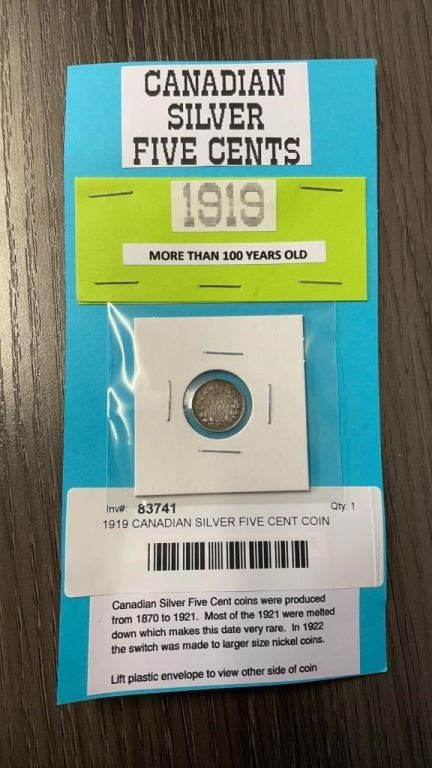 CANADIAN
SILVER
FIVE CENTS
1919
MORE THAN 100 YEARS OLD
Inv#: 83741 Qty: 1
1919 CANADIAN SILVER FIVE CENT COIN
Canadian Silver Five Cent coins were produced
from 1870 to 1921. Most of the 1921 were melted
down which makes this date very rare. In 1922
the switch was made to larger size nickel coins.
Lift plastic envelope to view other side of coin